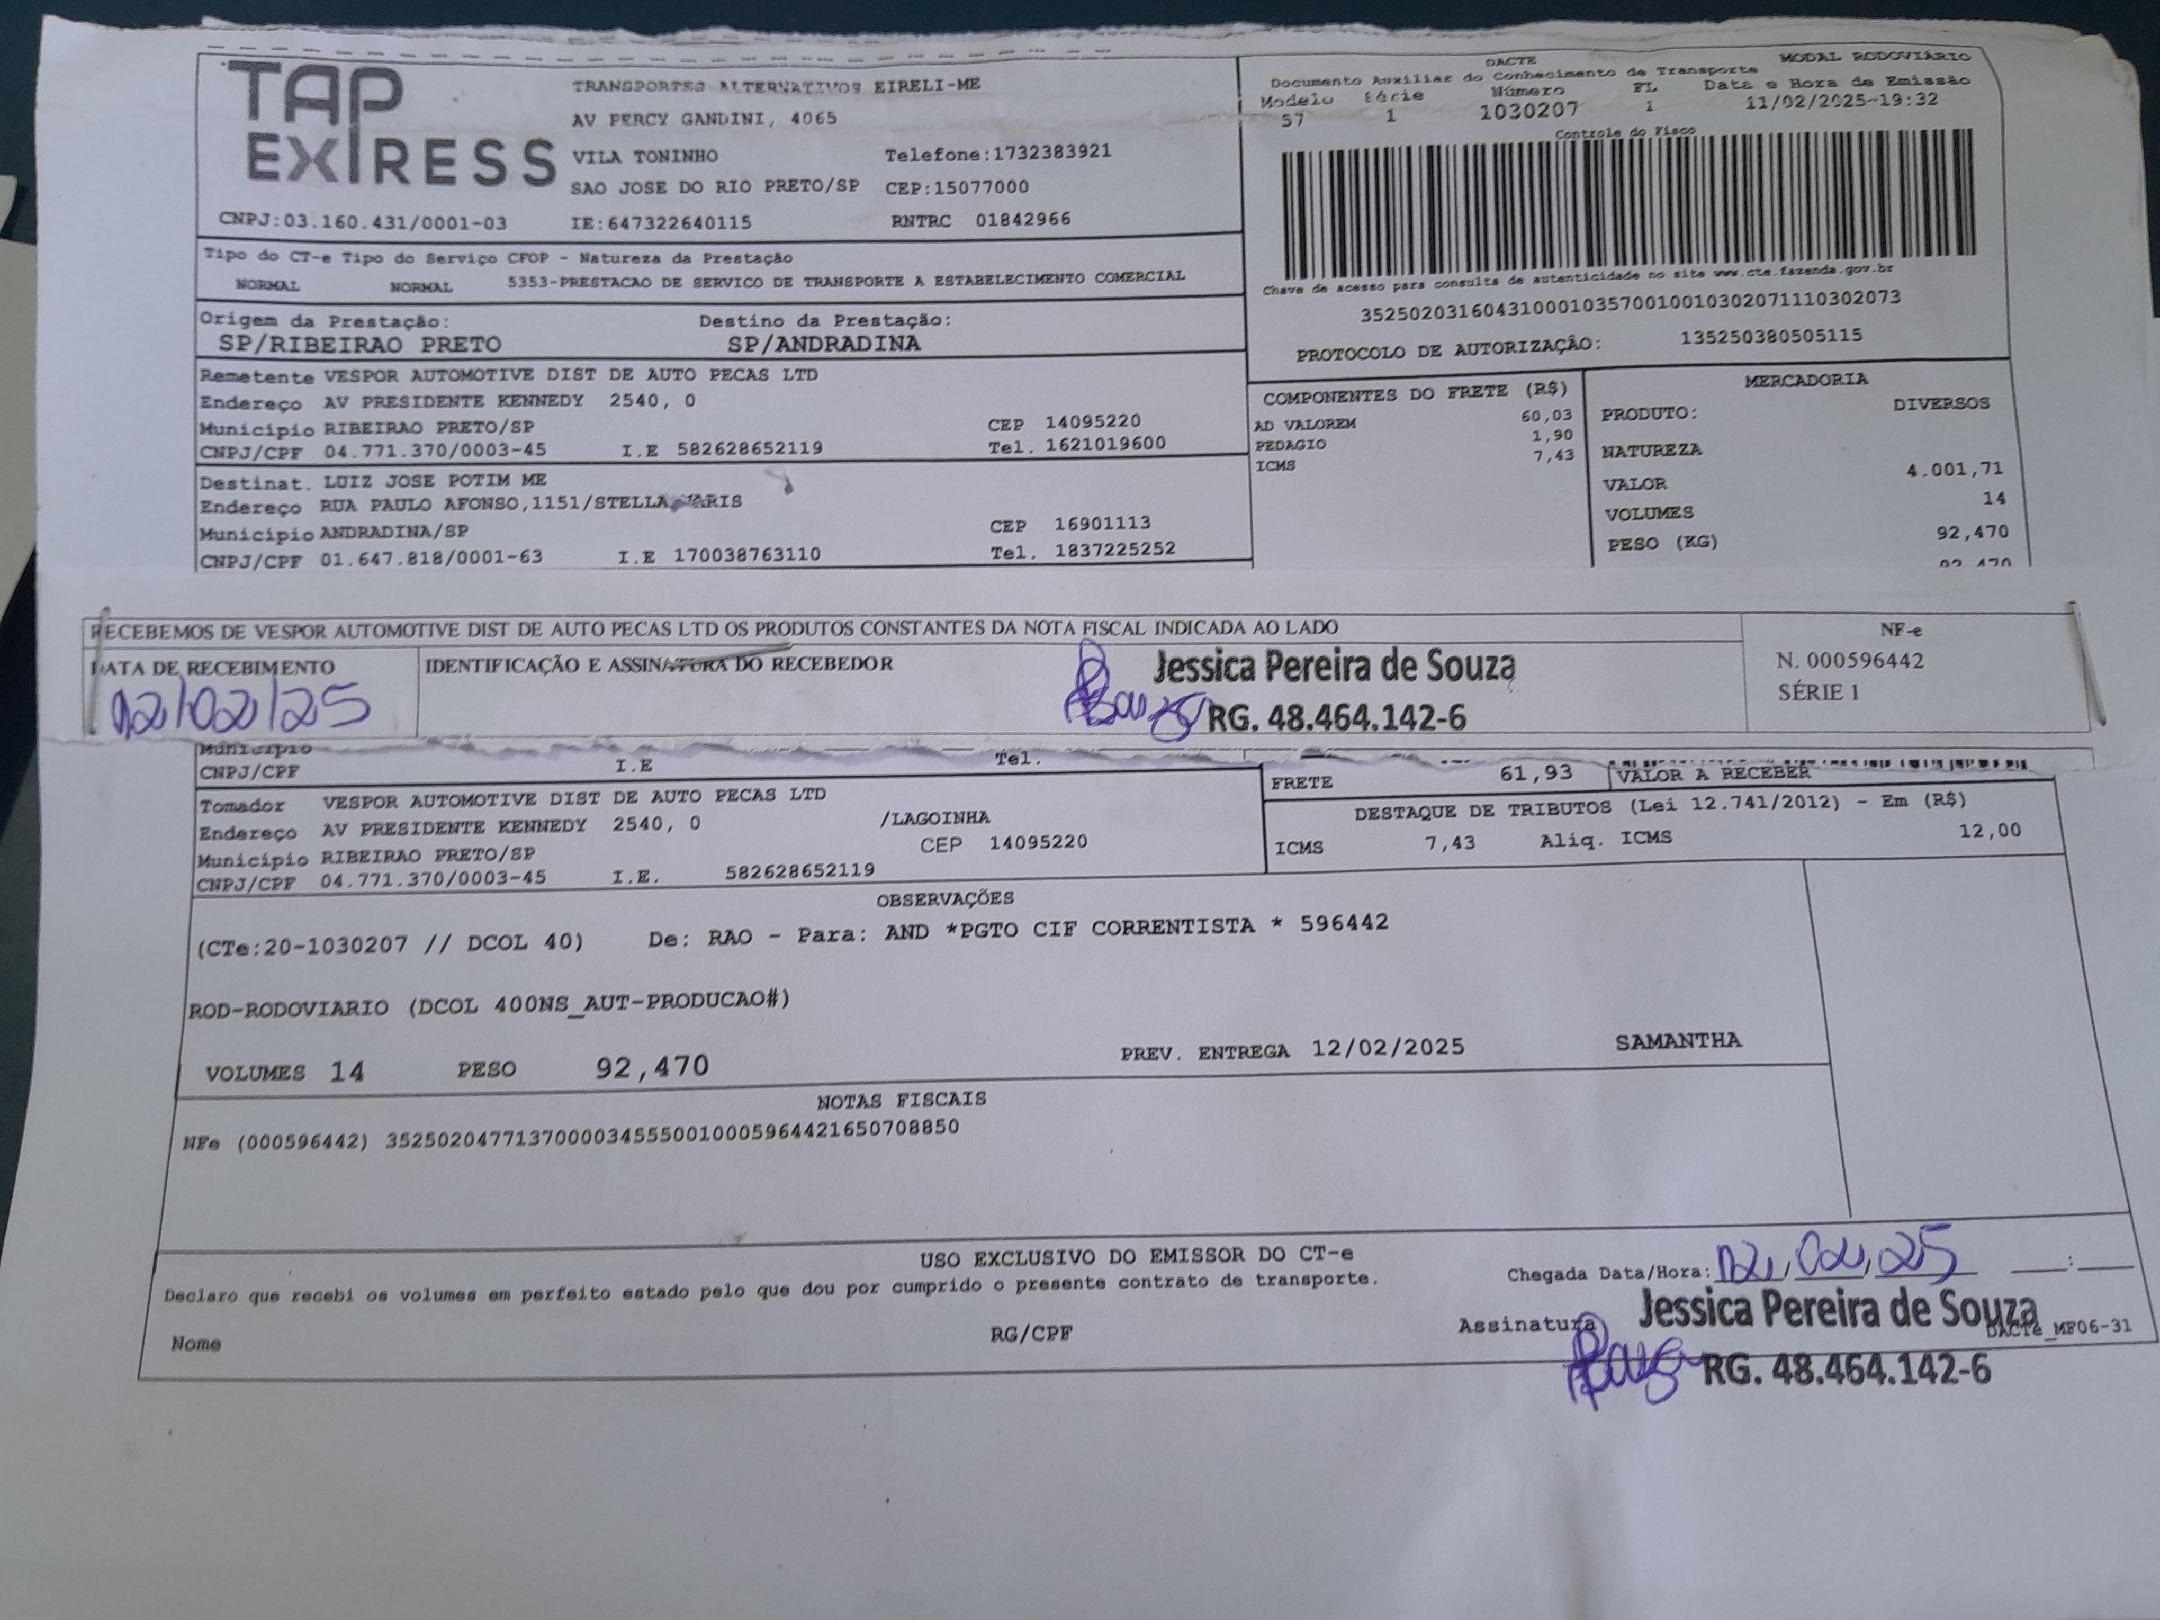 TAP
EXPRESS
TRANSPORTES ALTERNATIVOS EIRELI-ME
AV PERCY GANDINI, 4065
VILA TONINHO Telefone:1732383921
SAO JOSE DO RIO PRETO/SP CEP:15077000
CNPJ:03.160.431/0001-03 IE:647322640115 RNTRC 01842966
DACTE MODAL RODOVIÁRIO
Documento Auxiliar do Conhecimento de Transporte
Modelo Série Número FL Data e Hora de Emissão
57 1 1030207 1 11/02/2025-19:32
Controle do Fisco
Chave de acesso para consulta de autenticidade no site www.cte.fazenda.gov.br
35250203160431000103570010010302071110302073
PROTOCOLO DE AUTORIZAÇÃO: 135250380505115
Tipo do CT-e Tipo do Serviço CFOP - Natureza da Prestação
NORMAL NORMAL 5353-PRESTACAO DE SERVICO DE TRANSPORTE A ESTABELECIMENTO COMERCIAL
Origem da Prestação: Destino da Prestação:
SP/RIBEIRAO PRETO SP/ANDRADINA
Remetente VESPOR AUTOMOTIVE DIST DE AUTO PECAS LTD
Endereço AV PRESIDENTE KENNEDY 2540, 0
Município RIBEIRAO PRETO/SP CEP 14095220
CNPJ/CPF 04.771.370/0003-45 I.E 582628652119 Tel. 1621019600
Destinat. LUIZ JOSE POTIM ME
Endereço RUA PAULO AFONSO,1151/STELLA MARIS
Município ANDRADINA/SP CEP 16901113
CNPJ/CPF 01.647.818/0001-63 I.E 170038763110 Tel. 1837225252
COMPONENTES DO FRETE (R$)
AD VALOREM 60,03
PEDAGIO 1,90
ICMS 7,43
MERCADORIA
PRODUTO: DIVERSOS
NATUREZA
VALOR 4.001,71
VOLUMES 14
PESO (KG) 92,470
92,470
RECEBEMOS DE VESPOR AUTOMOTIVE DIST DE AUTO PECAS LTD OS PRODUTOS CONSTANTES DA NOTA FISCAL INDICADA AO LADO
DATA DE RECEBIMENTO IDENTIFICAÇÃO E ASSINATURA DO RECEBEDOR
12/02/25
Jessica Pereira de Souza
RG. 48.464.142-6
NF-e
N. 000596442
SÉRIE 1
Município
CNPJ/CPF I.E Tel.
FRETE 61,93 VALOR A RECEBER
Tomador VESPOR AUTOMOTIVE DIST DE AUTO PECAS LTD
Endereço AV PRESIDENTE KENNEDY 2540, 0 /LAGOINHA
Município RIBEIRAO PRETO/SP CEP 14095220
CNPJ/CPF 04.771.370/0003-45 I.E. 582628652119
DESTAQUE DE TRIBUTOS (Lei 12.741/2012) - Em (R$)
ICMS 7,43 Aliq. ICMS 12,00
OBSERVAÇÕES
(CTe:20-1030207 // DCOL 40) De: RAO - Para: AND *PGTO CIF CORRENTISTA * 596442
ROD-RODOVIARIO (DCOL 400NS_AUT-PRODUCAO#)
VOLUMES 14 PESO 92,470 PREV. ENTREGA 12/02/2025 SAMANTHA
NOTAS FISCAIS
NFe (000596442) 35250204771370000345550010005964421650708850
USO EXCLUSIVO DO EMISSOR DO CT-e
Declaro que recebi os volumes em perfeito estado pelo que dou por cumprido o presente contrato de transporte.
Chegada Data/Hora: 12, 02, 25 :
Nome RG/CPF Assinatura
Jessica Pereira de Souza
DACTe_MF06-31
RG. 48.464.142-6